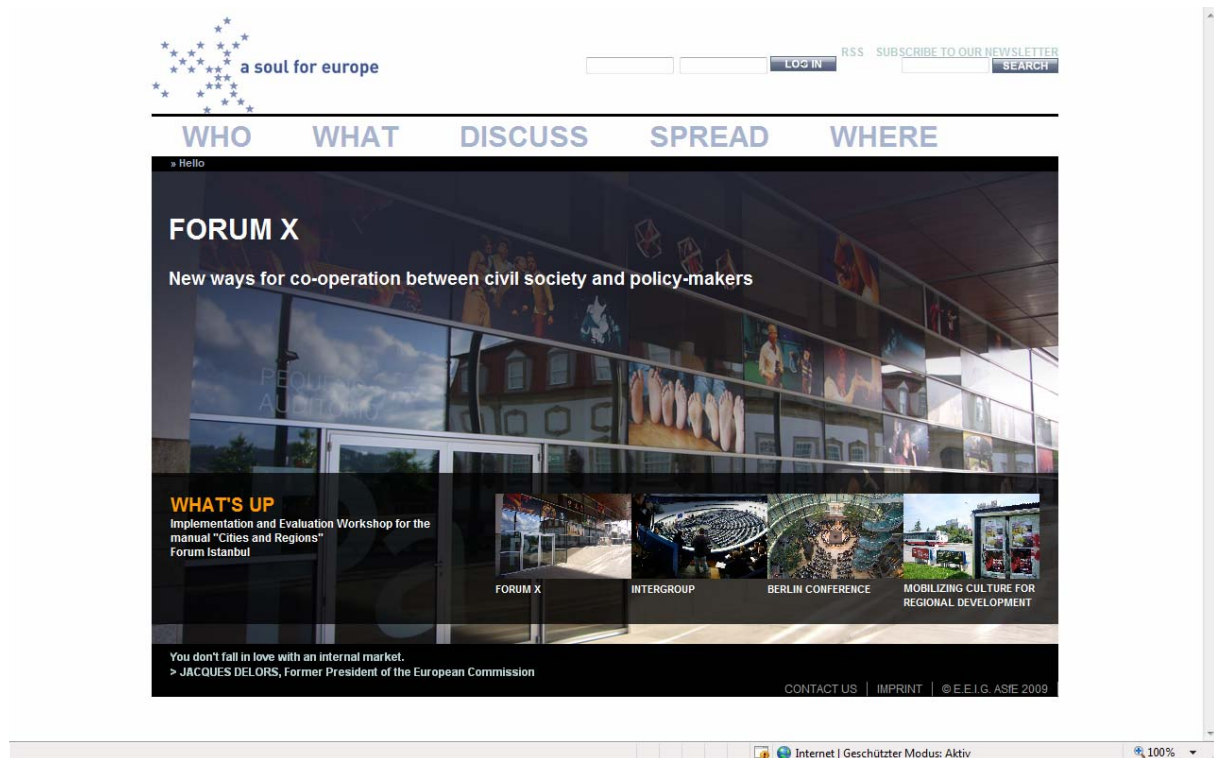 a soul for europe
LOG IN
RSS
SUBSCRIBE TO OUR NEWSLETTER
SEARCH
WHO WHAT DISCUSS SPREAD WHERE
» Hello
FORUM X
New ways for co-operation between civil society and policy-makers
PEQUENO
AUDITÓRIO
WHAT'S UP
Implementation and Evaluation Workshop for the
manual "Cities and Regions"
Forum Istanbul
FORUM X
INTERGROUP
BERLIN CONFERENCE
MOBILIZING CULTURE FOR
REGIONAL DEVELOPMENT
You don't fall in love with an internal market.
> JACQUES DELORS, Former President of the European Commission
CONTACT US | IMPRINT | © E.E.I.G. ASfE 2009
Internet | Geschützter Modus: Aktiv
100%